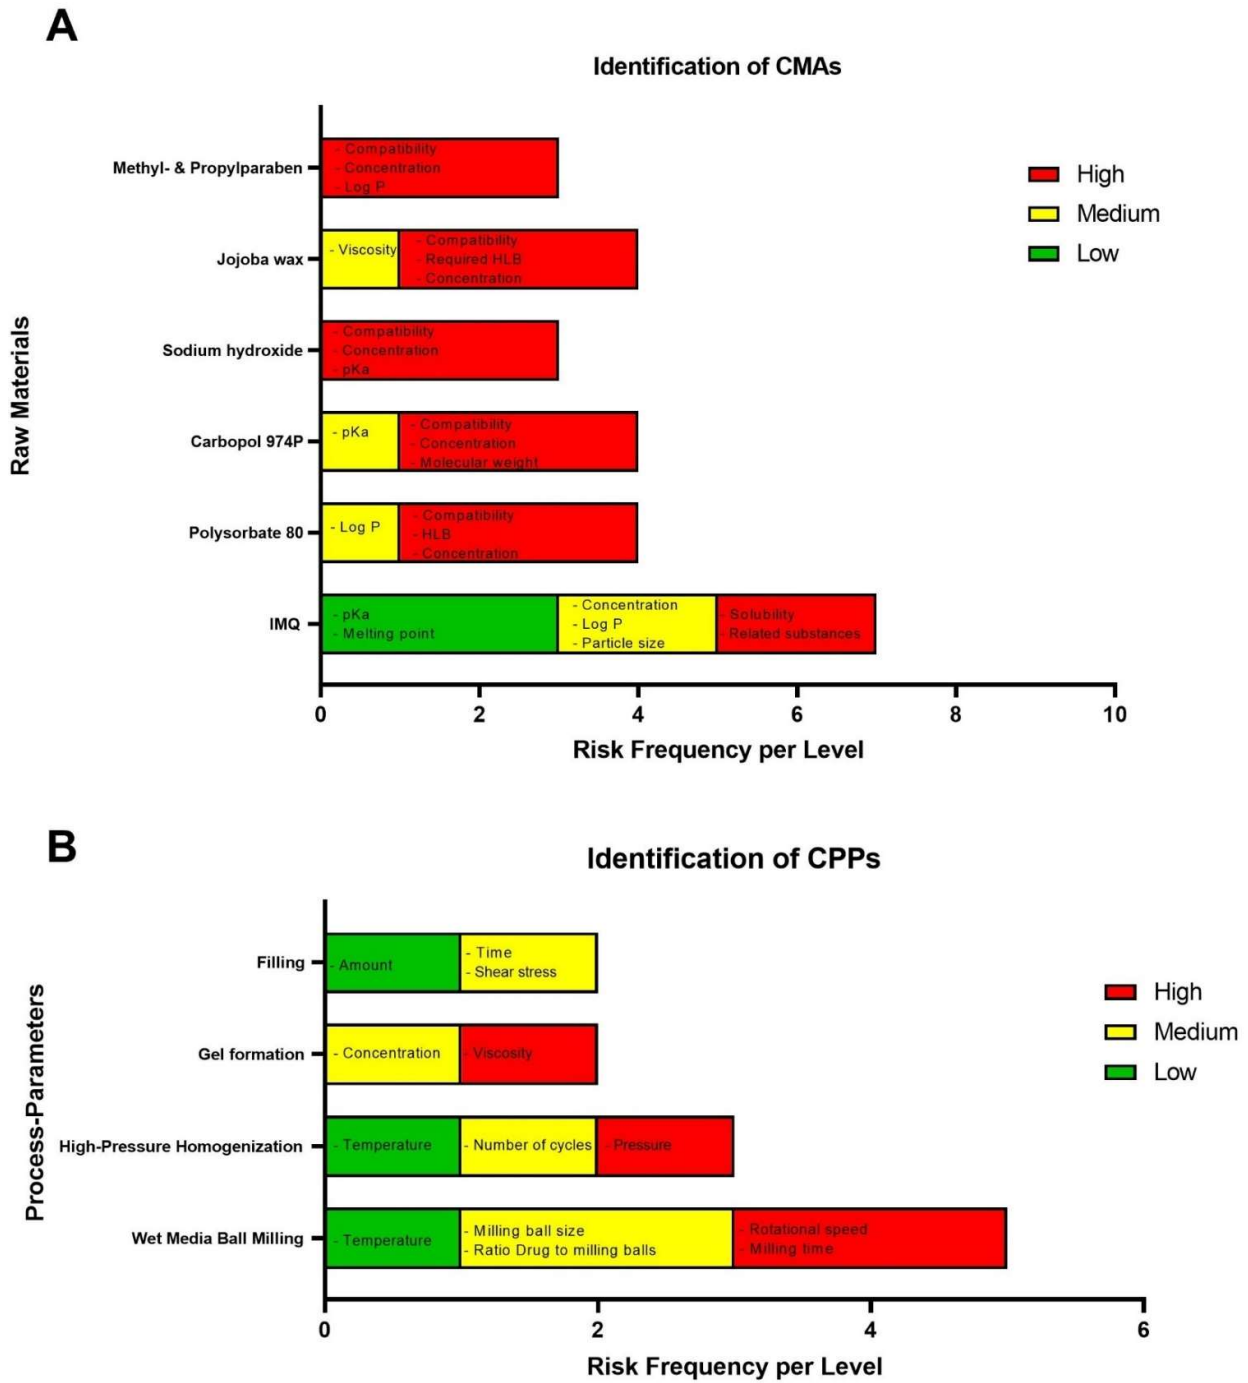 A
Identification of CMAs
Raw Materials
Methyl- & Propylparaben
- Compatibility
- Concentration
- Log P
High
Medium
Low
Jojoba wax
- Viscosity
- Compatibility
- Required HLB
- Concentration
Sodium hydroxide
- Compatibility
- Concentration
- pKa
Carbopol 974P
- pKa
- Compatibility
- Concentration
- Molecular weight
Polysorbate 80
- Log P
- Compatibility
- HLB
- Concentration
IMQ
- pKa
- Melting point
- Concentration
- Log P
- Particle size
- Solubility
- Related substances
0 2 4 6 8 10
Risk Frequency per Level
B
Identification of CPPs
Process-Parameters
Filling
- Amount
- Time
- Shear stress
High
Medium
Low
Gel formation
- Concentration
- Viscosity
High-Pressure Homogenization
- Temperature
- Number of cycles
- Pressure
Wet Media Ball Milling
- Temperature
- Milling ball size
- Ratio Drug to milling balls
- Rotational speed
- Milling time
0 2 4 6
Risk Frequency per Level